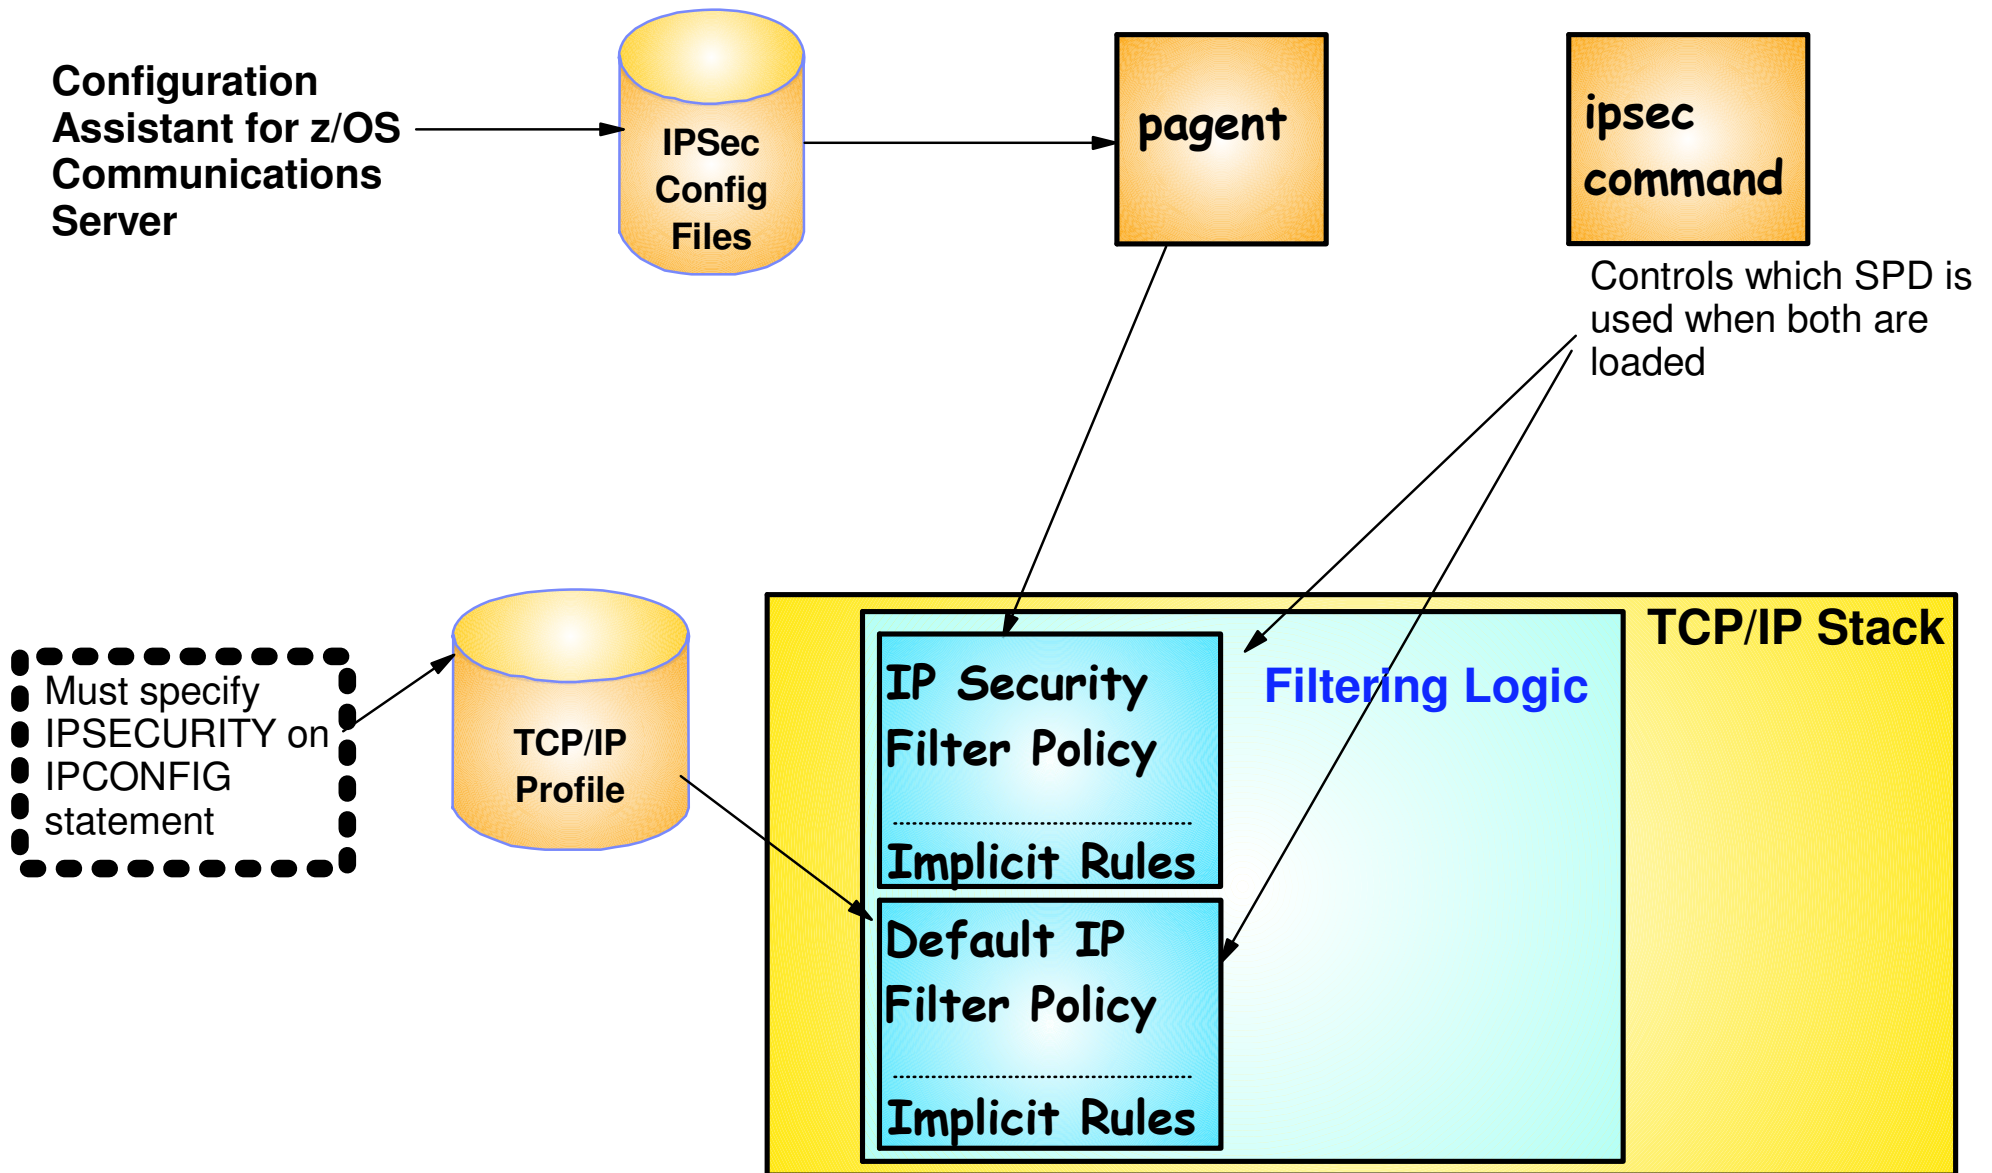 Configuration
Assistant for z/OS
Communications
Server
IPSec
Config
Files
pagent
ipsec
command
Controls which SPD is
used when both are
loaded
Must specify
IPSECURITY on
IPCONFIG
statement
TCP/IP
Profile
TCP/IP Stack
Filtering Logic
IP Security
Filter Policy
Implicit Rules
Default IP
Filter Policy
Implicit Rules